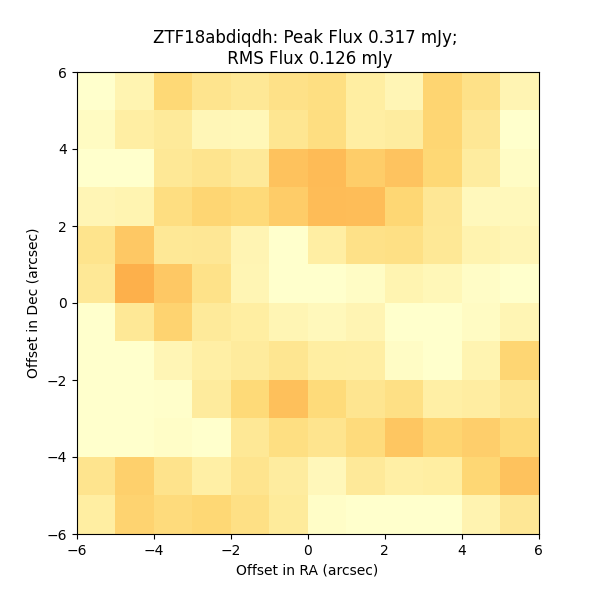 ZTF18abdiqdh: Peak Flux 0.317 mJy;
RMS Flux 0.126 mJy
6
4
2
0
−2
−4
−6
Offset in Dec (arcsec)
−6 −4 −2 0 2 4 6
Offset in RA (arcsec)